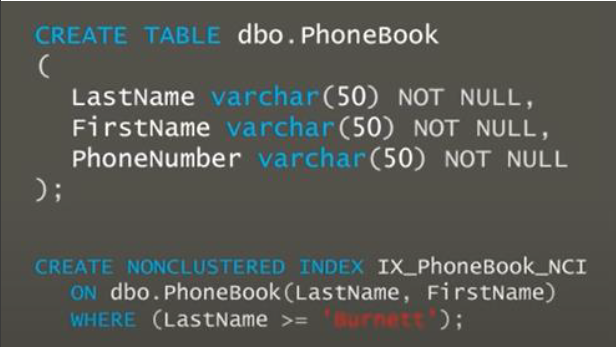 CREATE TABLE dbo.PhoneBook
(
LastName varchar(50) NOT NULL,
FirstName varchar(50) NOT NULL,
PhoneNumber varchar(50) NOT NULL
);
CREATE NONCLUSTERED INDEX IX_PhoneBook_NCI
ON dbo.PhoneBook(LastName, FirstName)
WHERE (LastName >= 'Burnett');